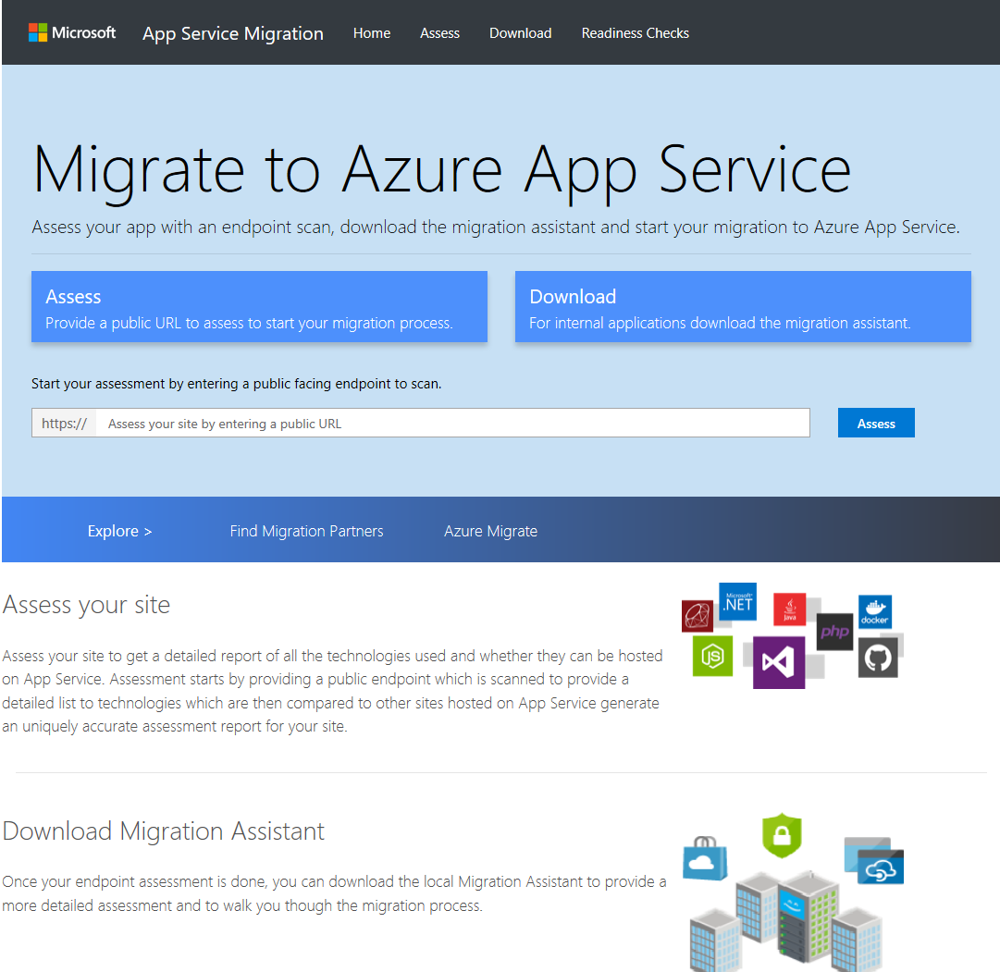 Microsoft App Service Migration Home Assess Download Readiness Checks
Migrate to Azure App Service
Assess your app with an endpoint scan, download the migration assistant and start your migration to Azure App Service.
Assess
Provide a public URL to assess to start your migration process.
Download
For internal applications download the migration assistant.
Start your assessment by entering a public facing endpoint to scan.
https:// Assess your site by entering a public URL Assess
Explore > Find Migration Partners Azure Migrate
Assess your site
Microsoft
.NET
Java
docker
php
JS
Assess your site to get a detailed report of all the technologies used and whether they can be hosted
on App Service. Assessment starts by providing a public endpoint which is scanned to provide a
detailed list to technologies which are then compared to other sites hosted on App Service generate
an uniquely accurate assessment report for your site.
Download Migration Assistant
Once your endpoint assessment is done, you can download the local Migration Assistant to provide a
more detailed assessment and to walk you though the migration process.